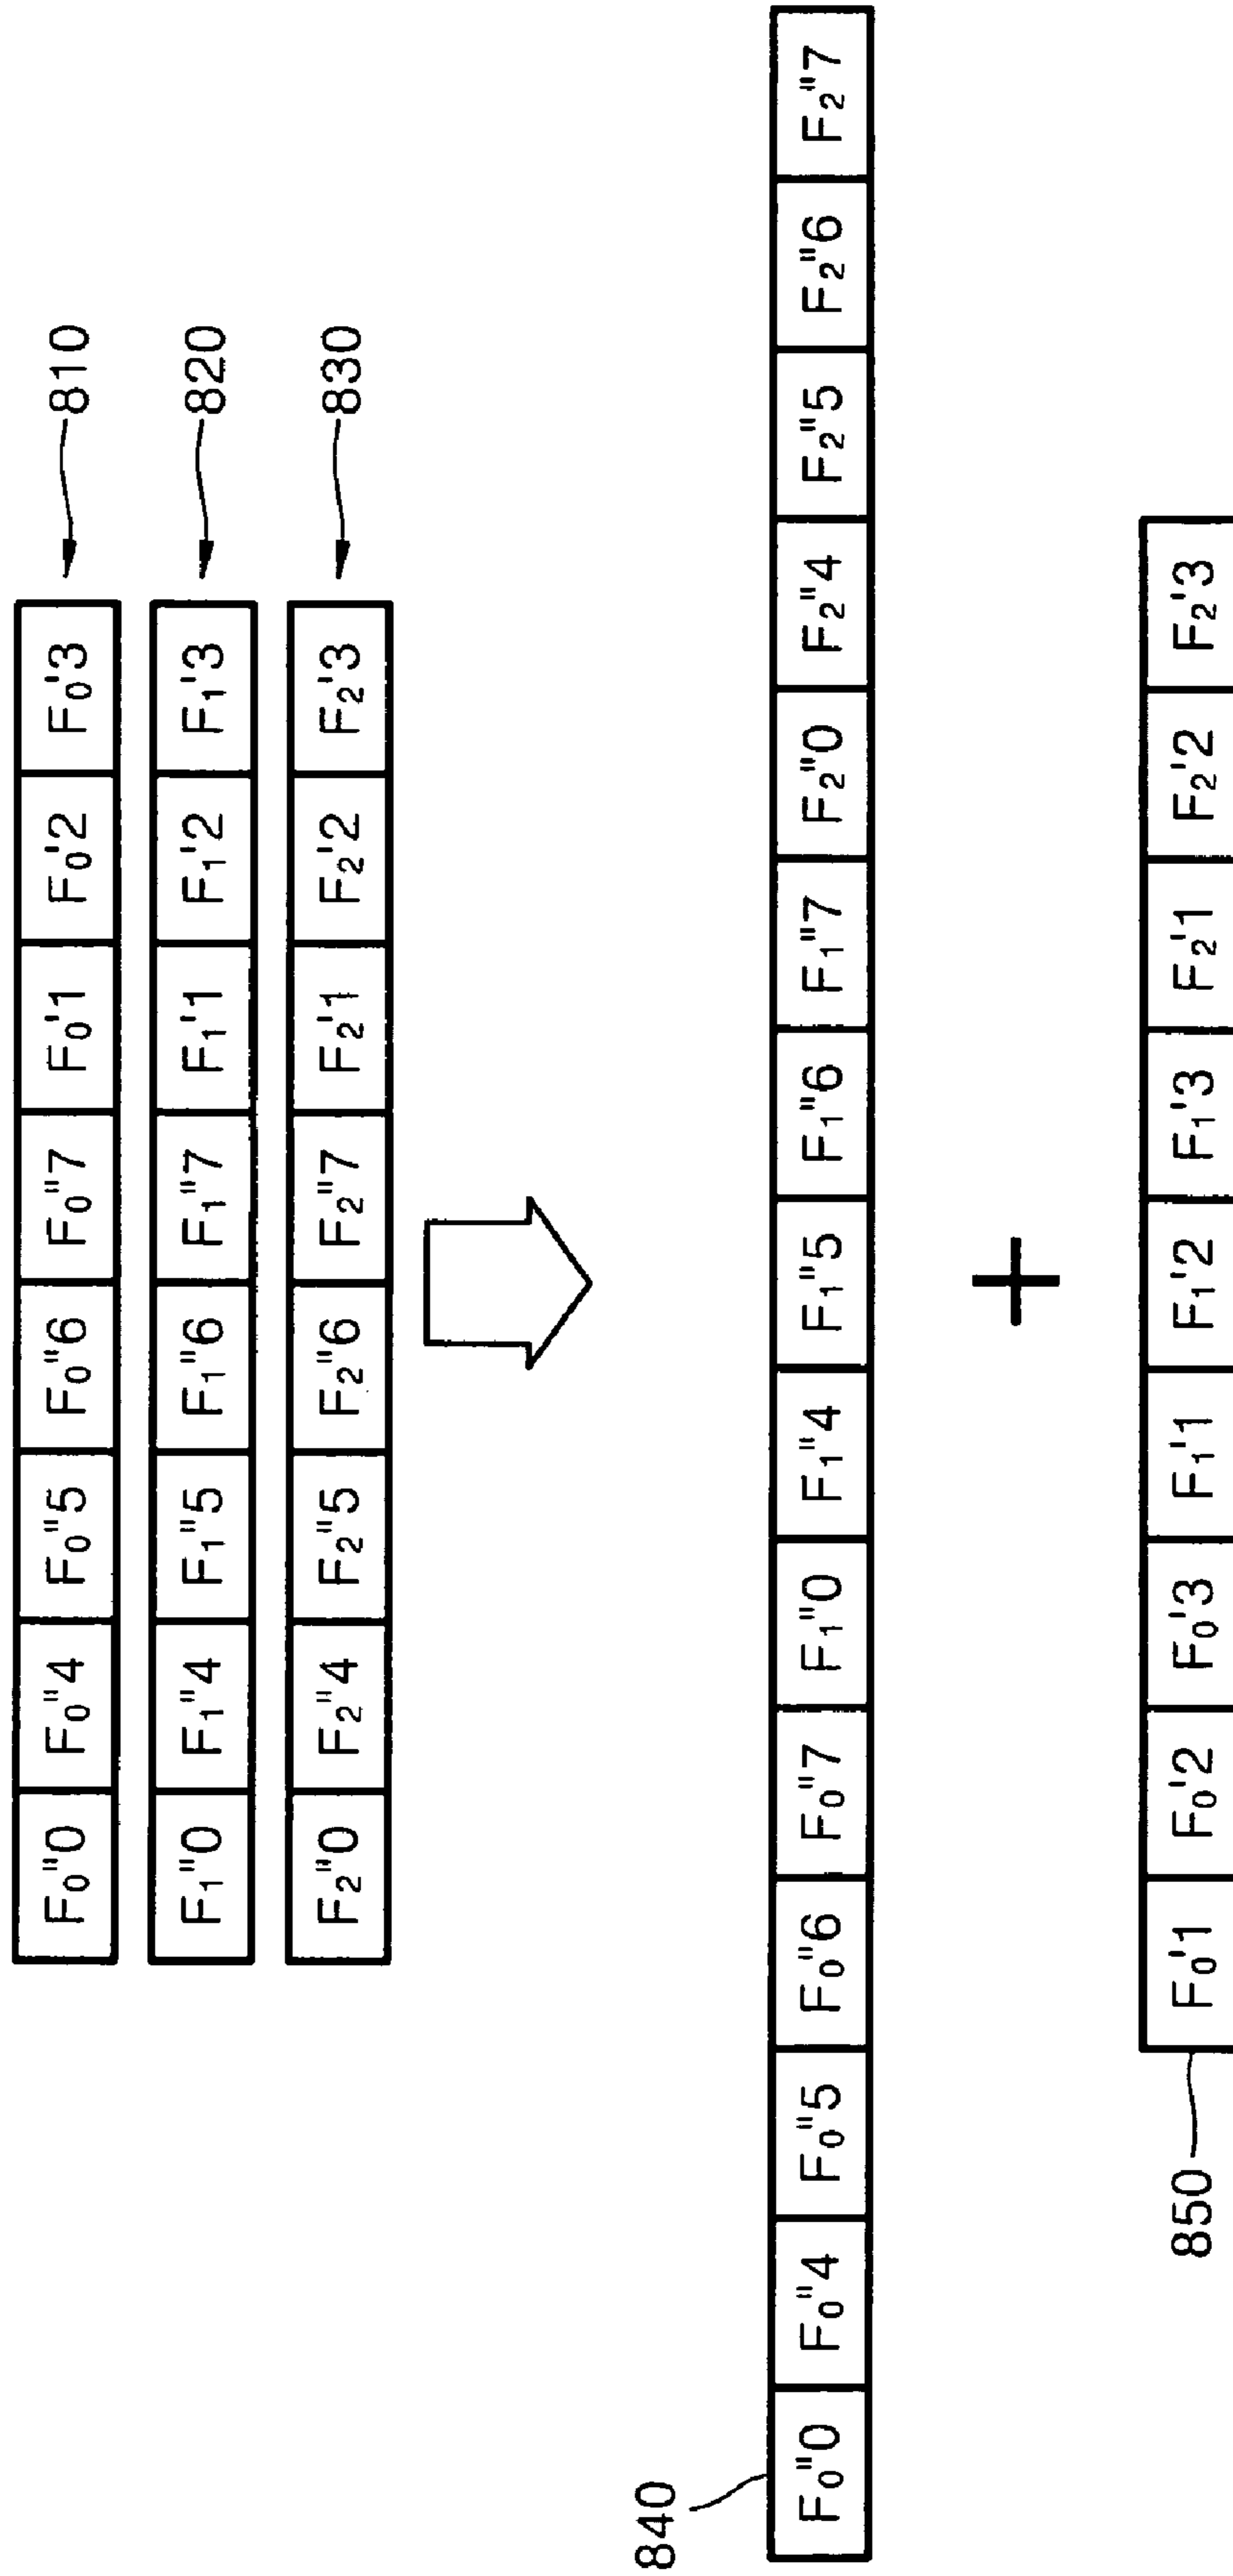 F₀"0 F₀"4 F₀"5 F₀"6 F₀"7 F₀'1 F₀'2 F₀'3 810
F₁"0 F₁"4 F₁"5 F₁"6 F₁"7 F₁'1 F₁'2 F₁'3 820
F₂"0 F₂"4 F₂"5 F₂"6 F₂"7 F₂'1 F₂'2 F₂'3 830
840
F₀"0 F₀"4 F₀"5 F₀"6 F₀"7 F₁"0 F₁"4 F₁"5 F₁"6 F₁"7 F₂"0 F₂"4 F₂"5 F₂"6 F₂"7
+
850 F₀'1 F₀'2 F₀'3 F₁'1 F₁'2 F₁'3 F₂'1 F₂'2 F₂'3